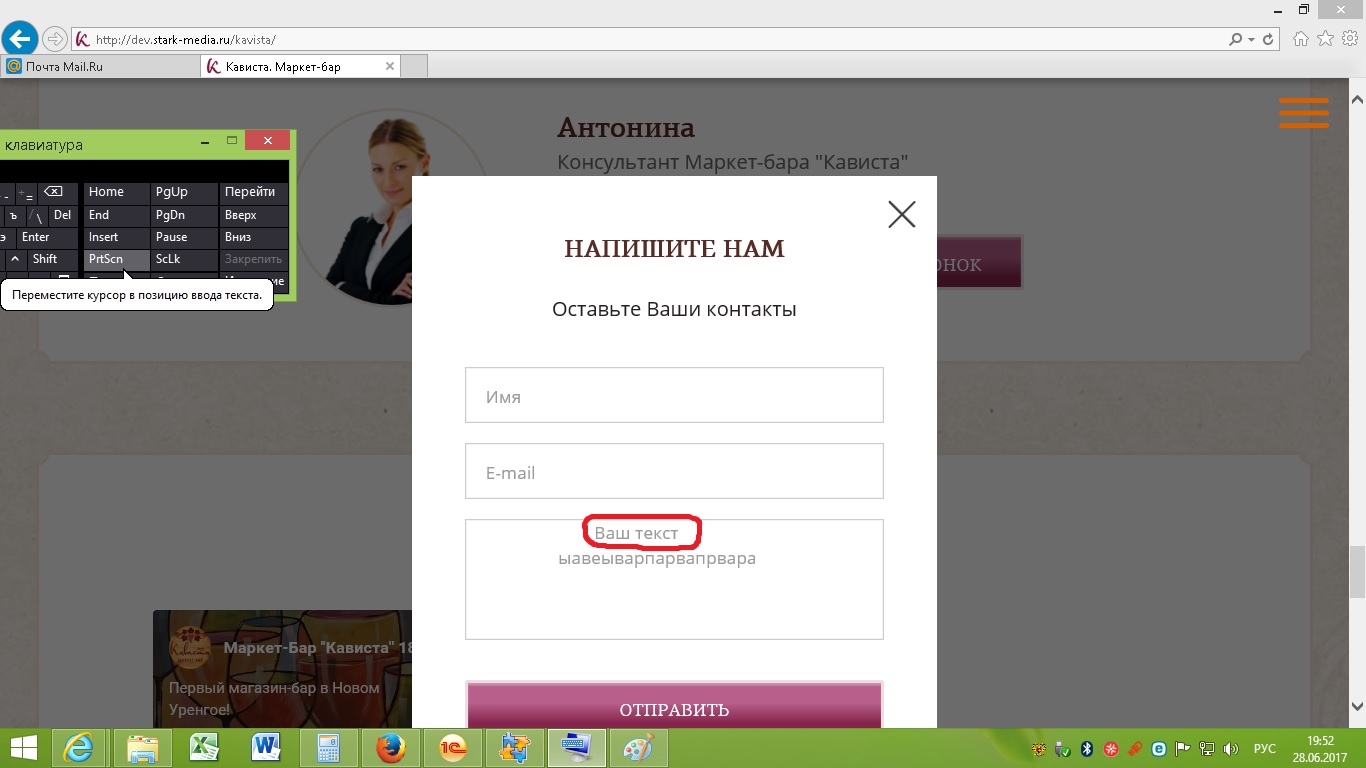 http://dev.stark-media.ru/kavista/
Почта Mail.Ru
Кависта. Маркет-бар
Антонина
Консультант Маркет-бара "Кависта"
клавиатура
- + =
Home PgUp Перейти
ъ / \ Del End PgDn Вверх
э Enter Insert Pause Вниз
^ Shift PrtScn ScLk Закрепить
Переместите курсор в позицию ввода текста.
НАПИШИТЕ НАМ
Оставьте Ваши контакты
Имя
E-mail
Ваш текст
ыавеыварпарвапрвара
ОТПРАВИТЬ
Маркет-Бар "Кависта" 18
Первый магазин-бар в Новом
Уренгое!
РУС
19:52
28.06.2017